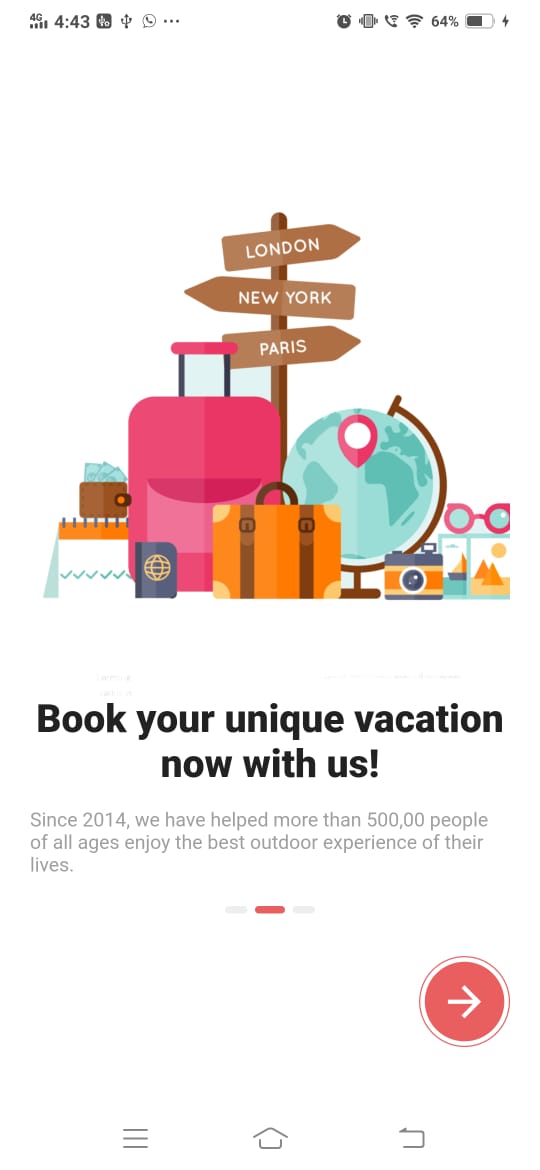 4G 4:43 ... 64%
LONDON
NEW YORK
PARIS
Book your unique vacation
now with us!
Since 2014, we have helped more than 500,00 people
of all ages enjoy the best outdoor experience of their
lives.